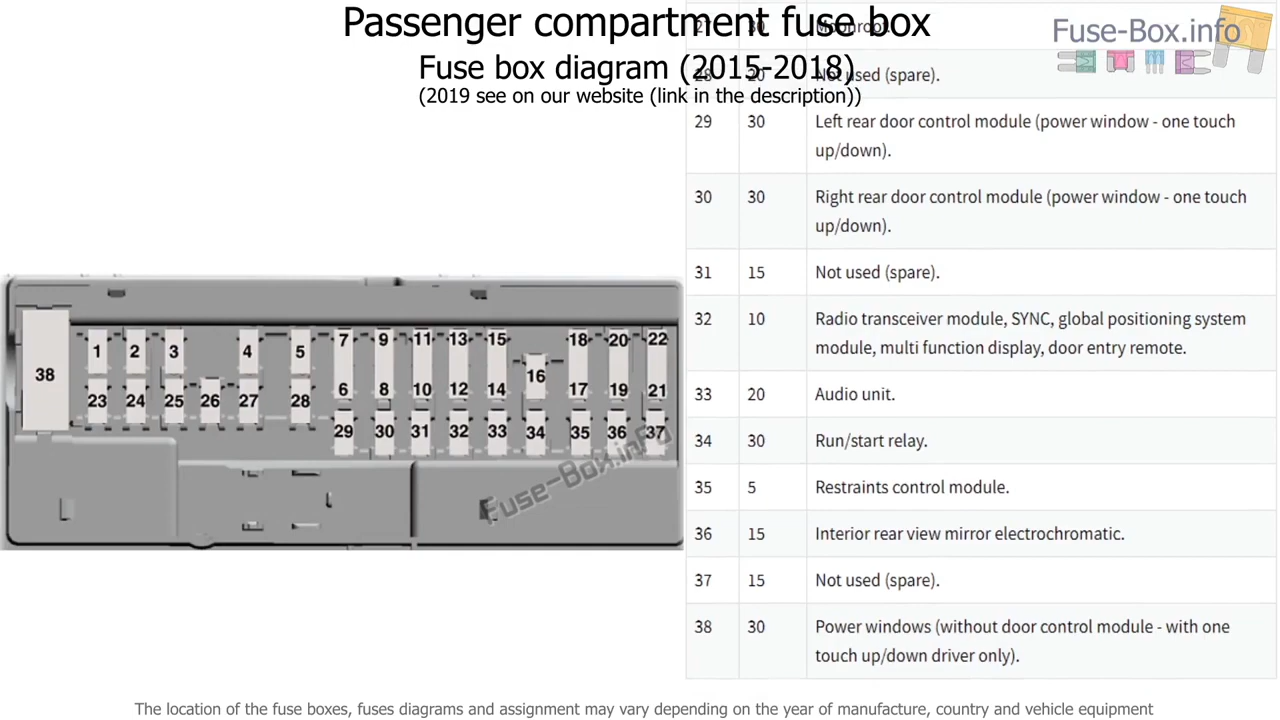 Passenger compartment fuse box
Fuse box diagram (2015-2018)
(2019 see on our website (link in the description))
Fuse-Box.info
27 30 Moonroof.
28 20 Not used (spare).
29 30 Left rear door control module (power window - one touch
up/down).
30 30 Right rear door control module (power window - one touch
up/down).
31 15 Not used (spare).
32 10 Radio transceiver module, SYNC, global positioning system
module, multi function display, door entry remote.
33 20 Audio unit.
34 30 Run/start relay.
35 5 Restraints control module.
36 15 Interior rear view mirror electrochromatic.
37 15 Not used (spare).
38 30 Power windows (without door control module - with one
touch up/down driver only).
7 9 11 13 15 18 20 22
1 2 3 4 5
38 16
6 8 10 12 14 17 19 21
23 24 25 26 27 28
29 30 31 32 33 34 35 36 37
Fuse-Box.inFo
The location of the fuse boxes, fuses diagrams and assignment may vary depending on the year of manufacture, country and vehicle equipment